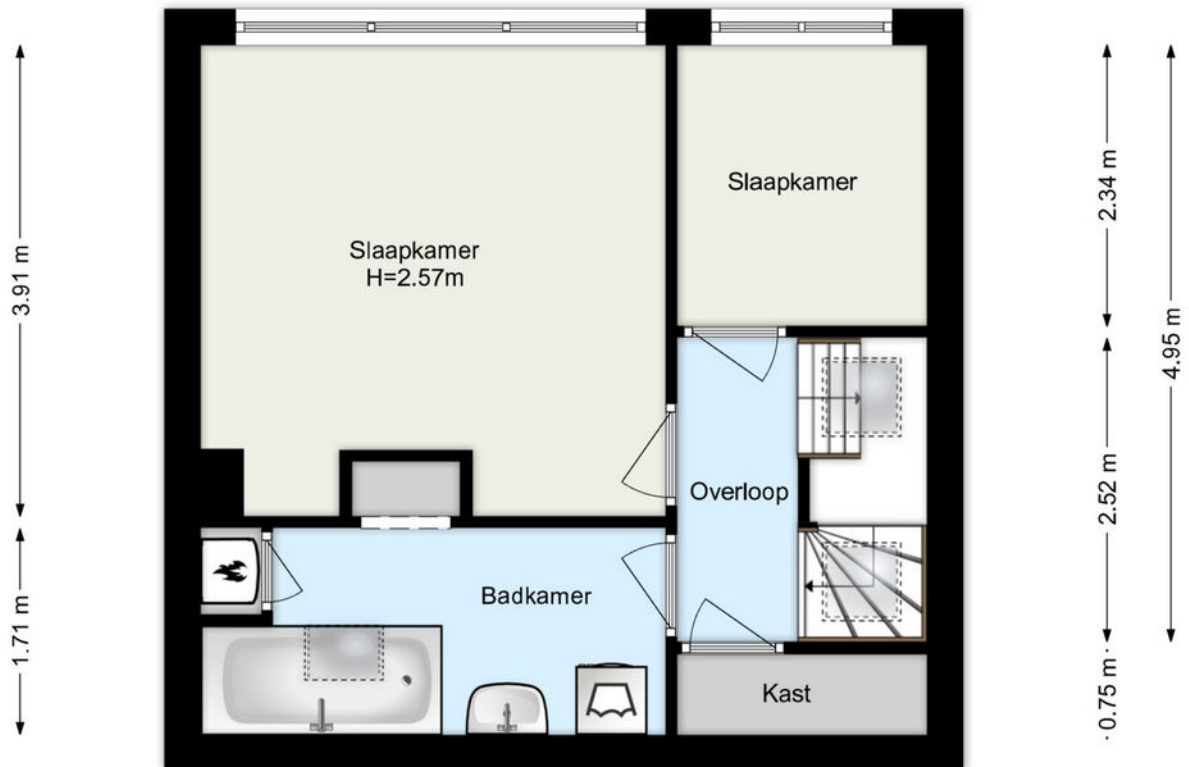 Slaapkamer
H=2.57m
Slaapkamer
Overloop
Badkamer
Kast
3.91 m
1.71 m
2.34 m
2.52 m
0.75 m
4.95 m